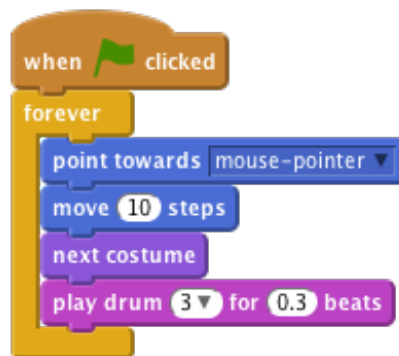 when clicked
forever
point towards mouse-pointer
move 10 steps
next costume
play drum 3 for 0.3 beats